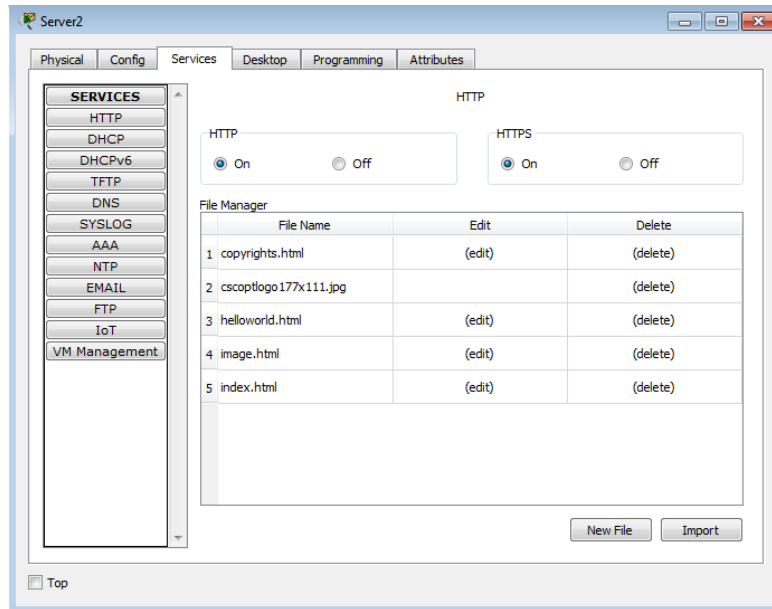 Server2
Physical Config Services Desktop Programming Attributes
SERVICES
HTTP
DHCP
DHCPv6
TFTP
DNS
SYSLOG
AAA
NTP
EMAIL
FTP
IoT
VM Management
HTTP
HTTP
On Off
HTTPS
On Off
File Manager
File Name Edit Delete
1 copyrights.html (edit) (delete)
2 cscoptlogo177x111.jpg (delete)
3 helloworld.html (edit) (delete)
4 image.html (edit) (delete)
5 index.html (edit) (delete)
New File Import
Top